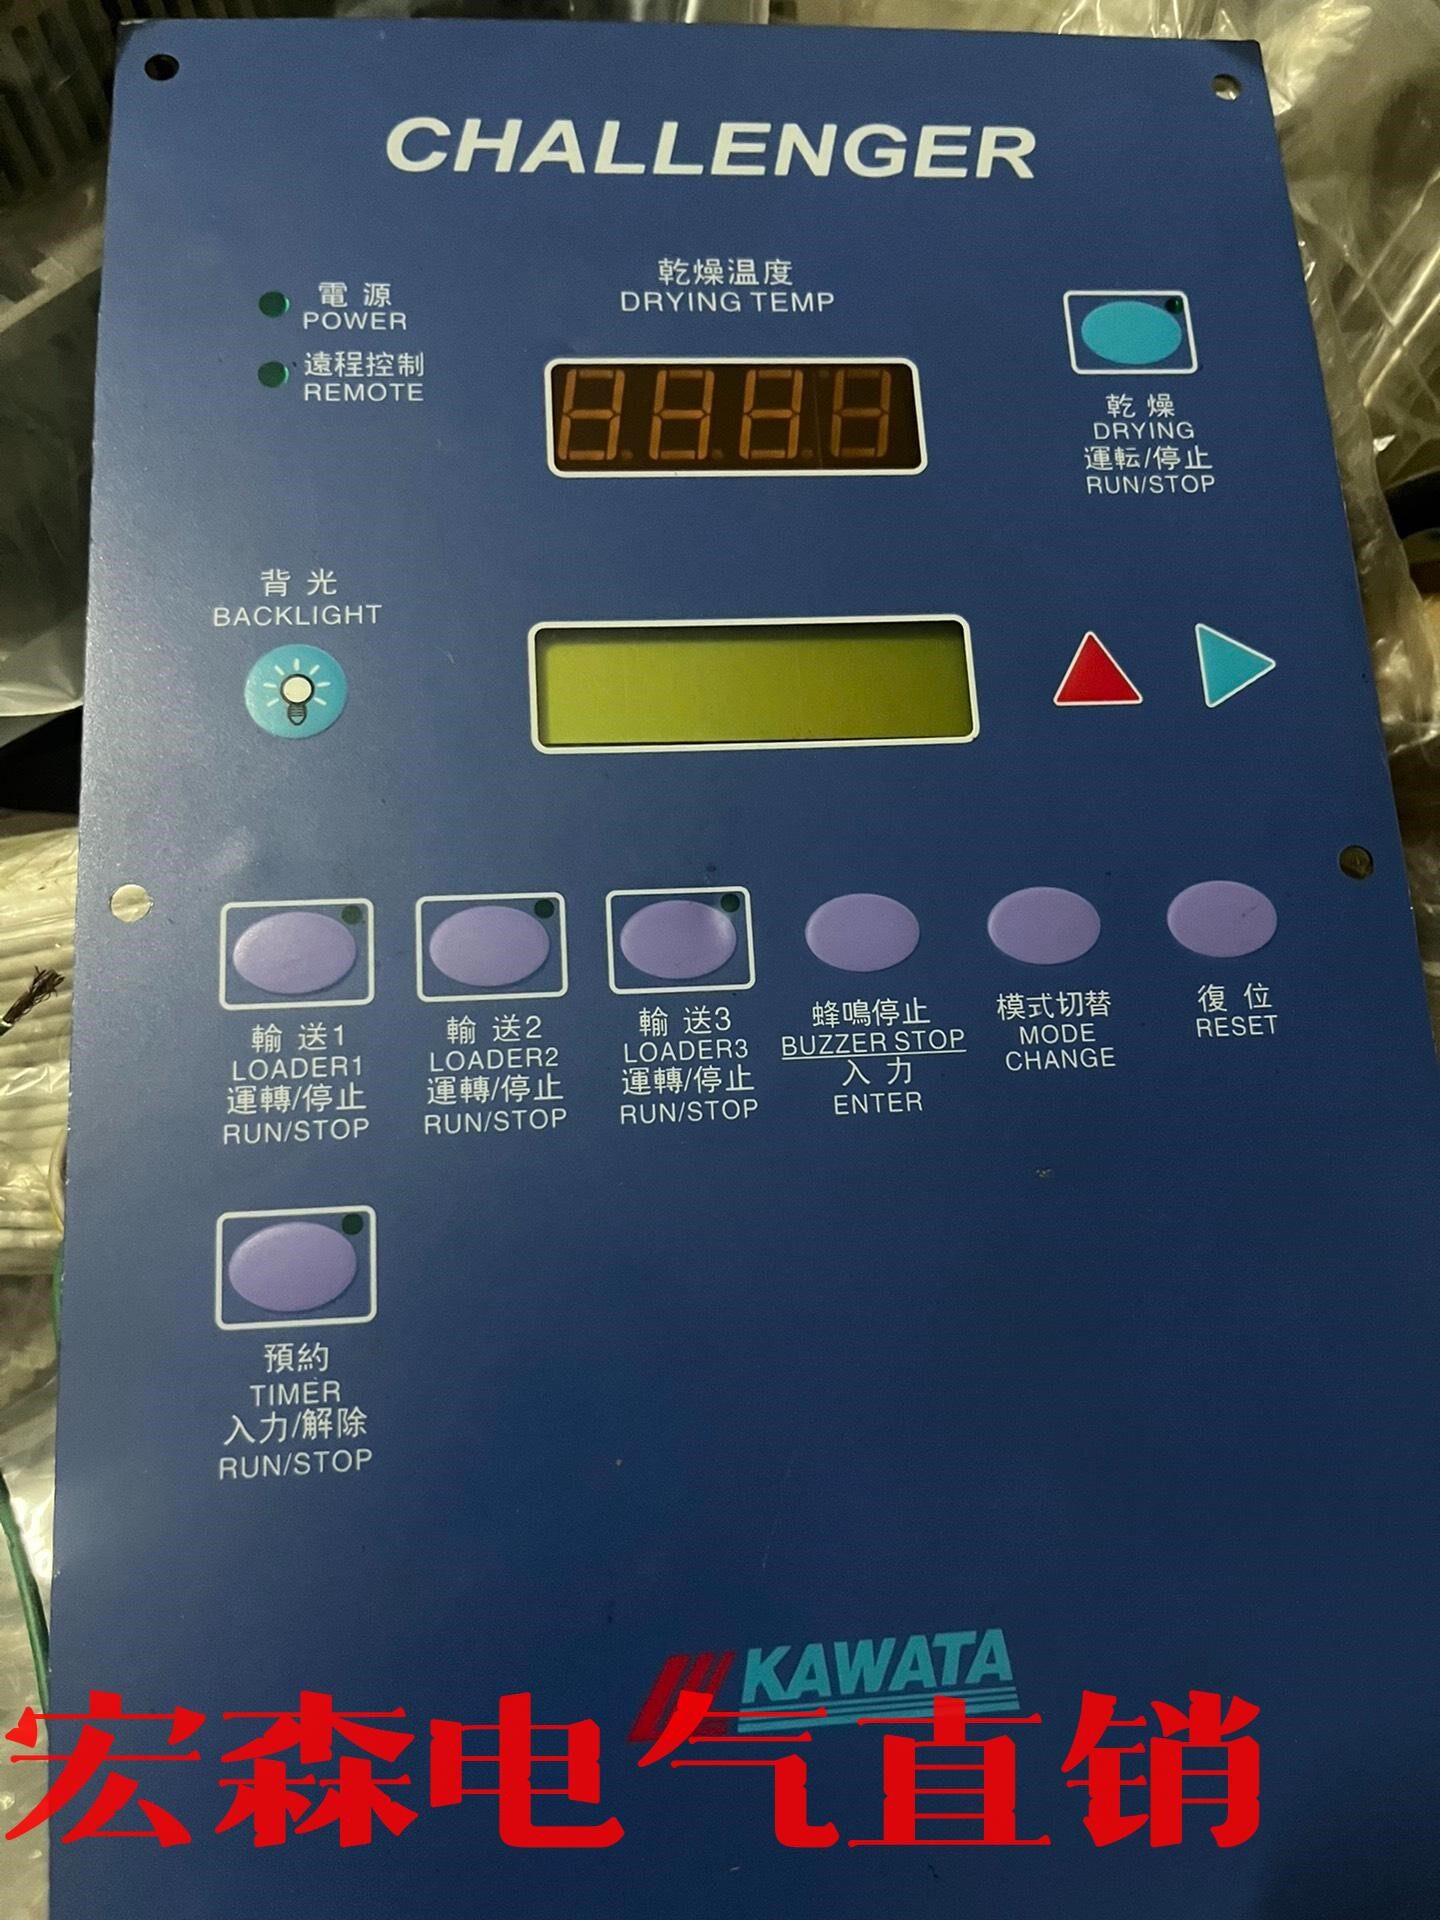 CHALLENGER
電 源
POWER
遠程控制
REMOTE
乾燥温度
DRYING TEMP
乾 燥
DRYING
運転/停止
RUN/STOP
背 光
BACKLIGHT
輸 送1
LOADER1
運轉/停止
RUN/STOP
輸 送2
LOADER2
運轉/停止
RUN/STOP
輸 送3
LOADER3
運轉/停止
RUN/STOP
蜂鳴停止
BUZZER STOP
入 力
ENTER
模式切替
MODE
CHANGE
復 位
RESET
預約
TIMER
入力/解除
RUN/STOP
KAWATA
宏森电气直销